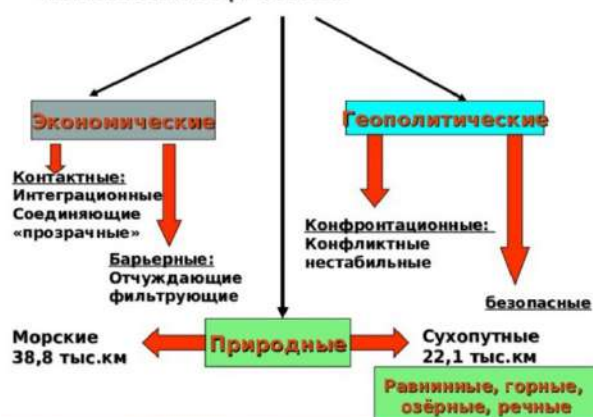 Экономические
Геополитические
Контактные:
Интеграционные
Соединяющие
«прозрачные»
Барьерные:
Отчуждающие
фильтрующие
Конфронтационные:
Конфликтные
нестабильные
безопасные
Морские
38,8 тыс.км
Природные
Сухопутные
22,1 тыс.км
Равнинные, горные,
озёрные, речные